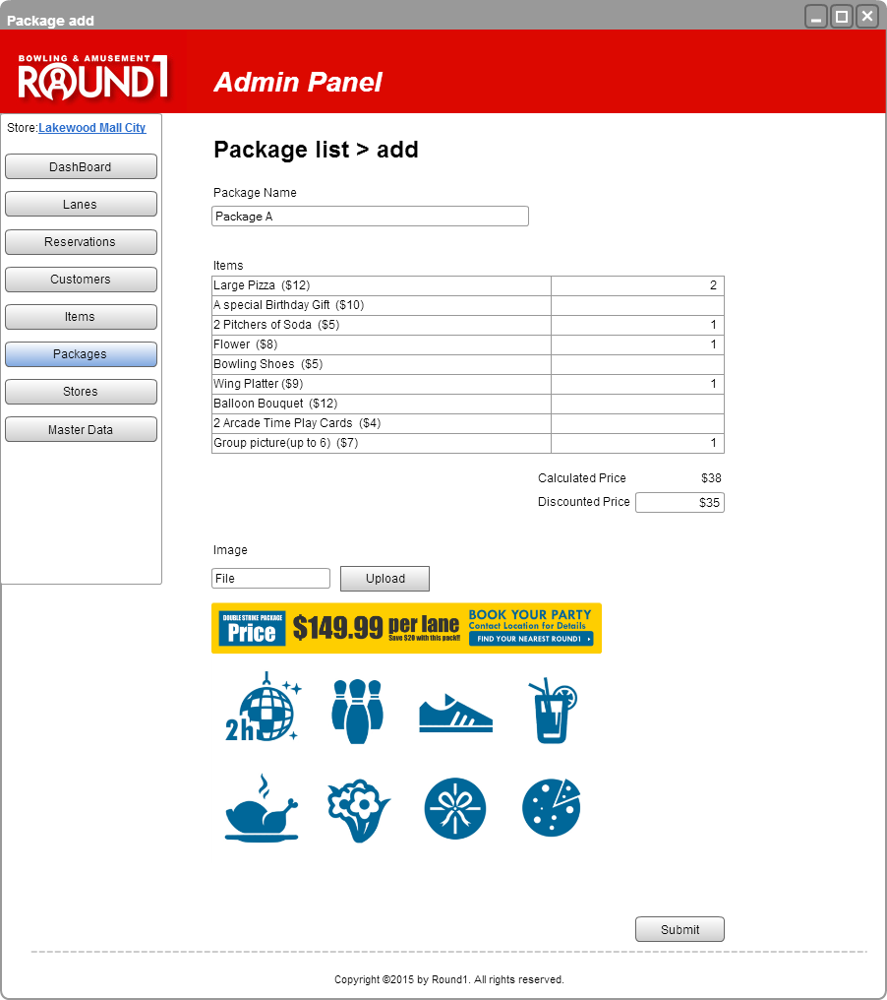 Package add
BOWLING & AMUSEMENT
ROUND1
Admin Panel
Store:Lakewood Mall City
DashBoard
Lanes
Reservations
Customers
Items
Packages
Stores
Master Data
Package list > add
Package Name
Package A
Items
Large Pizza ($12) 2
A special Birthday Gift ($10)
2 Pitchers of Soda ($5) 1
Flower ($8) 1
Bowling Shoes ($5)
Wing Platter ($9) 1
Balloon Bouquet ($12)
2 Arcade Time Play Cards ($4)
Group picture(up to 6) ($7) 1
Calculated Price $38
Discounted Price $35
Image
File
Upload
DOUBLE STRIKE PACKAGE
Price
$149.99 per lane
Save $20 with this pack!!
BOOK YOUR PARTY
Contact Location for Details
FIND YOUR NEAREST ROUND1
2h
Submit
Copyright ©2015 by Round1. All rights reserved.